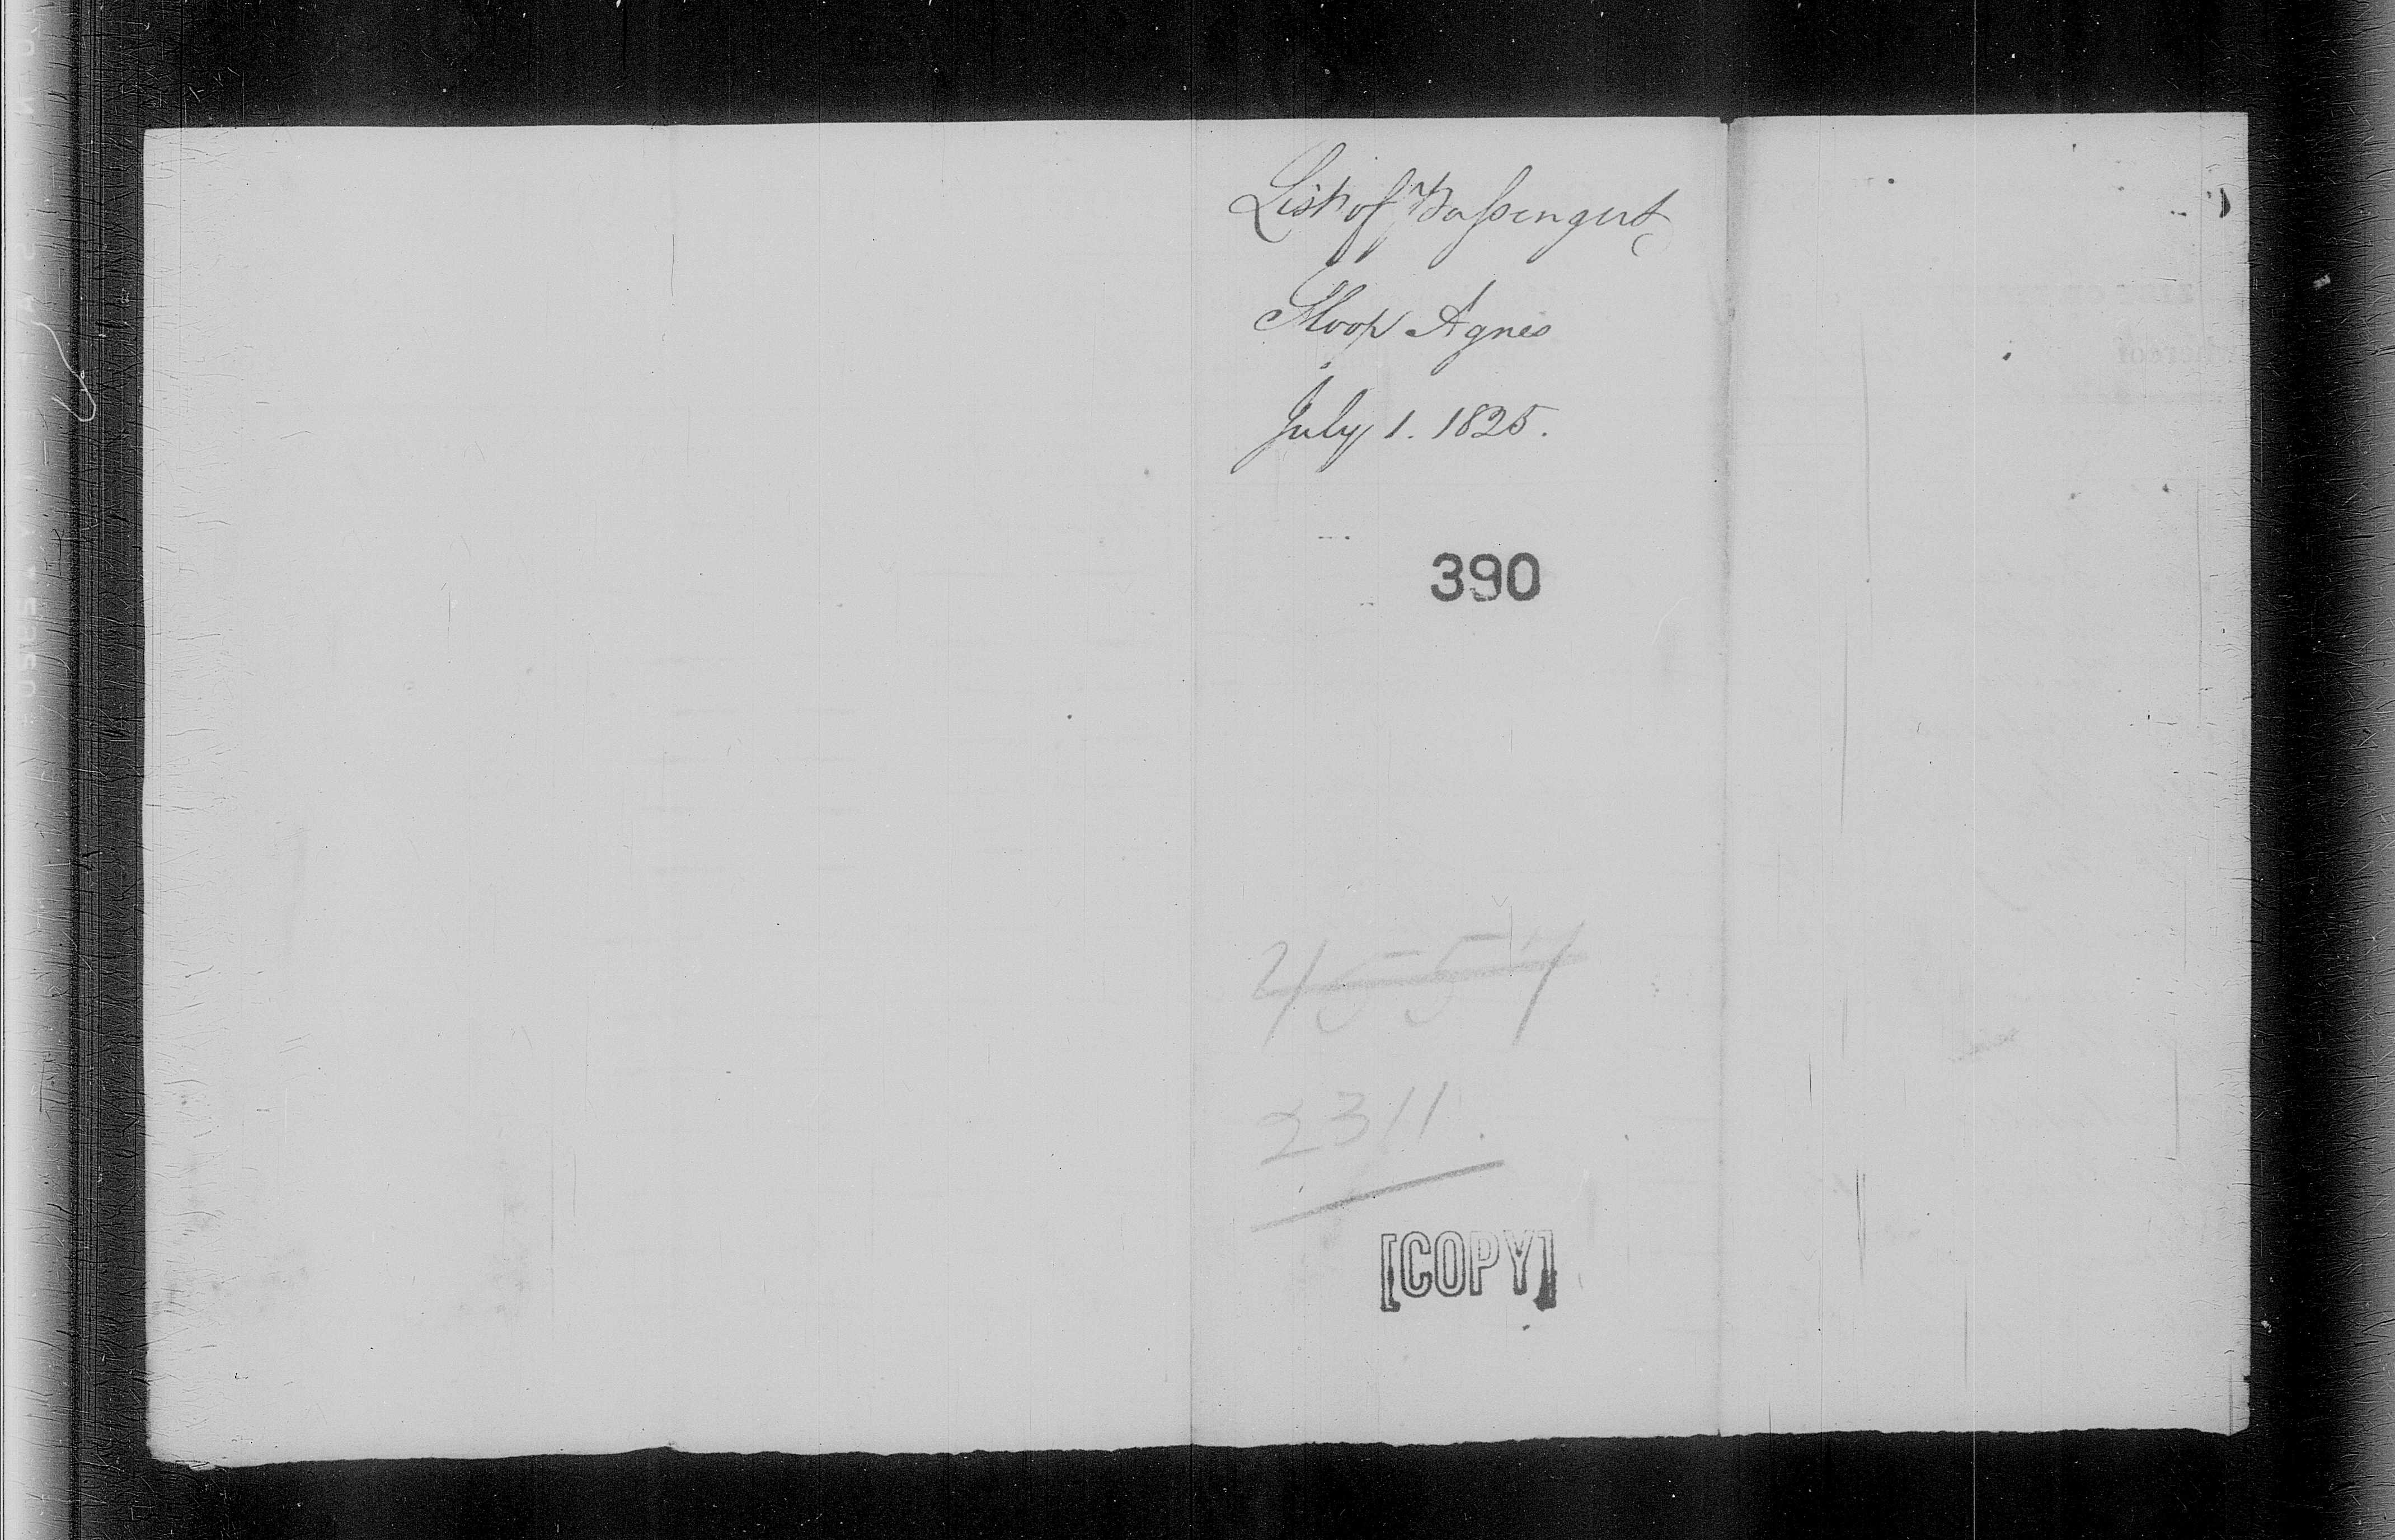 List of Passengers
Sloop Agnes
July 1. 1825.
390
4557
2311.
[COPY]